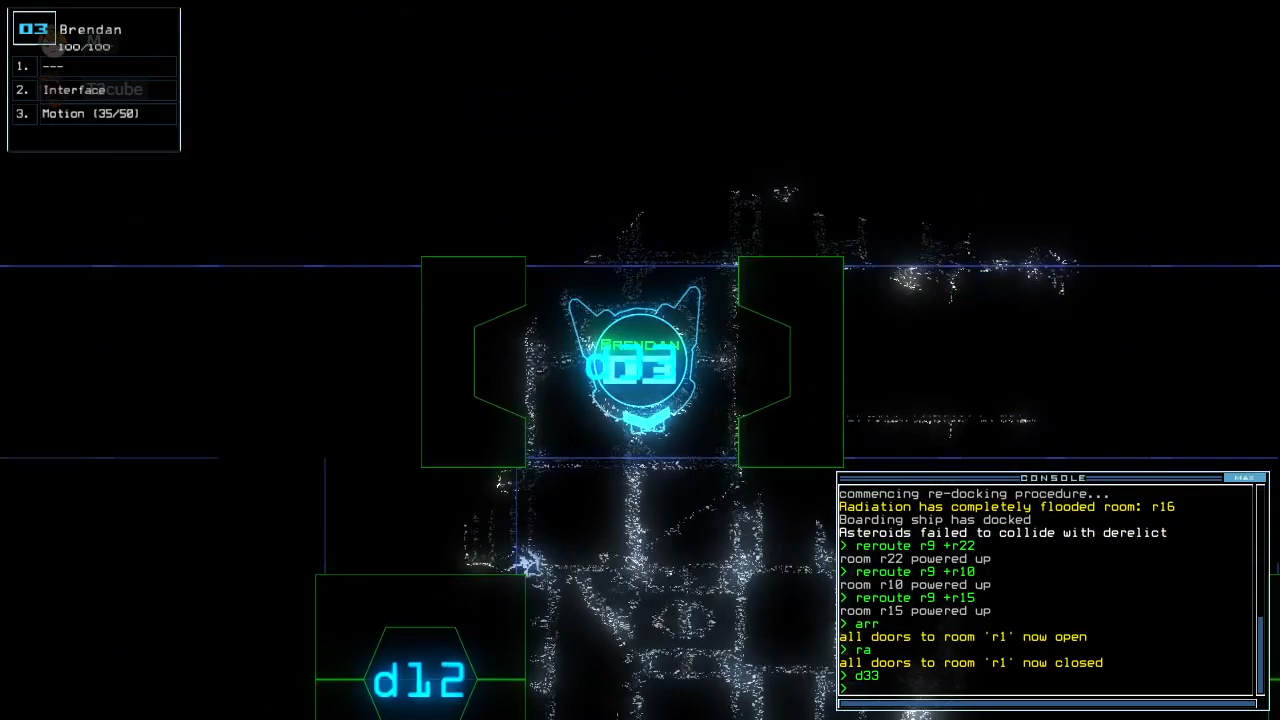 03 Brendan
100/100
1. ---
2. Interface
3. Motion (35/50)
BRENDAN
03
d12
CONSOLE
MAX
commencing re-docking procedure...
Radiation has completely flooded room: r16
Boarding ship has docked
Asteroids failed to collide with derelict
> reroute r9 +r22
room r22 powered up
> reroute r9 +r10
room r10 powered up
> reroute r9 +r15
room r15 powered up
> arr
all doors to room 'r1' now open
> ra
all doors to room 'r1' now closed
> d33
>